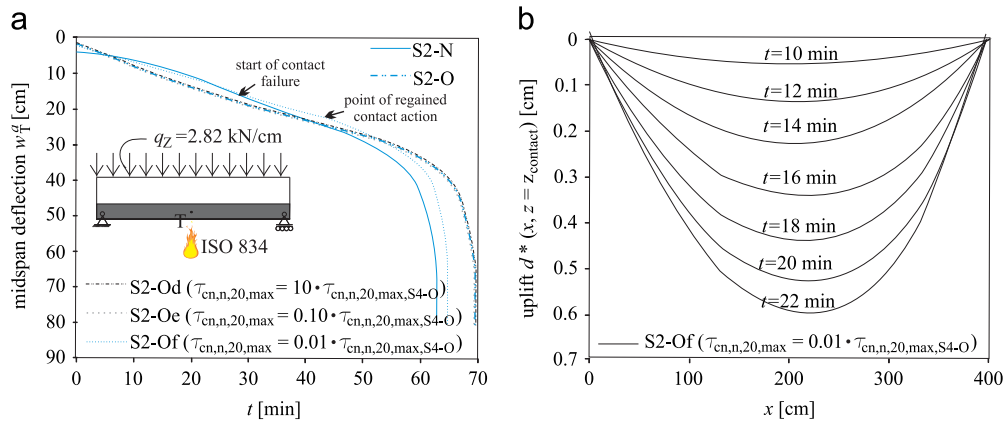 a
0
10
20
30
40
50
60
70
80
90
midspan deflection w_T^a [cm]
S2-N
S2-O
start of contact
failure
point of regained
contact action
q_Z =2.82 kN/cm
T
ISO 834
S2-Od (τ_cn,n,20,max = 10 • τ_cn,n,20,max,S4-O)
S2-Oe (τ_cn,n,20,max = 0.10 • τ_cn,n,20,max,S4-O)
S2-Of (τ_cn,n,20,max = 0.01 • τ_cn,n,20,max,S4-O)
0 10 20 30 40 50 60 70
t [min]
b
0
0.1
0.2
0.3
0.4
0.5
0.6
0.7
uplift d* (x, z = z_contact) [cm]
t=10 min
t=12 min
t=14 min
t=16 min
t=18 min
t=20 min
t=22 min
S2-Of (τ_cn,n,20,max = 0.01 • τ_cn,n,20,max,S4-O)
0 100 200 300 400
x [cm]